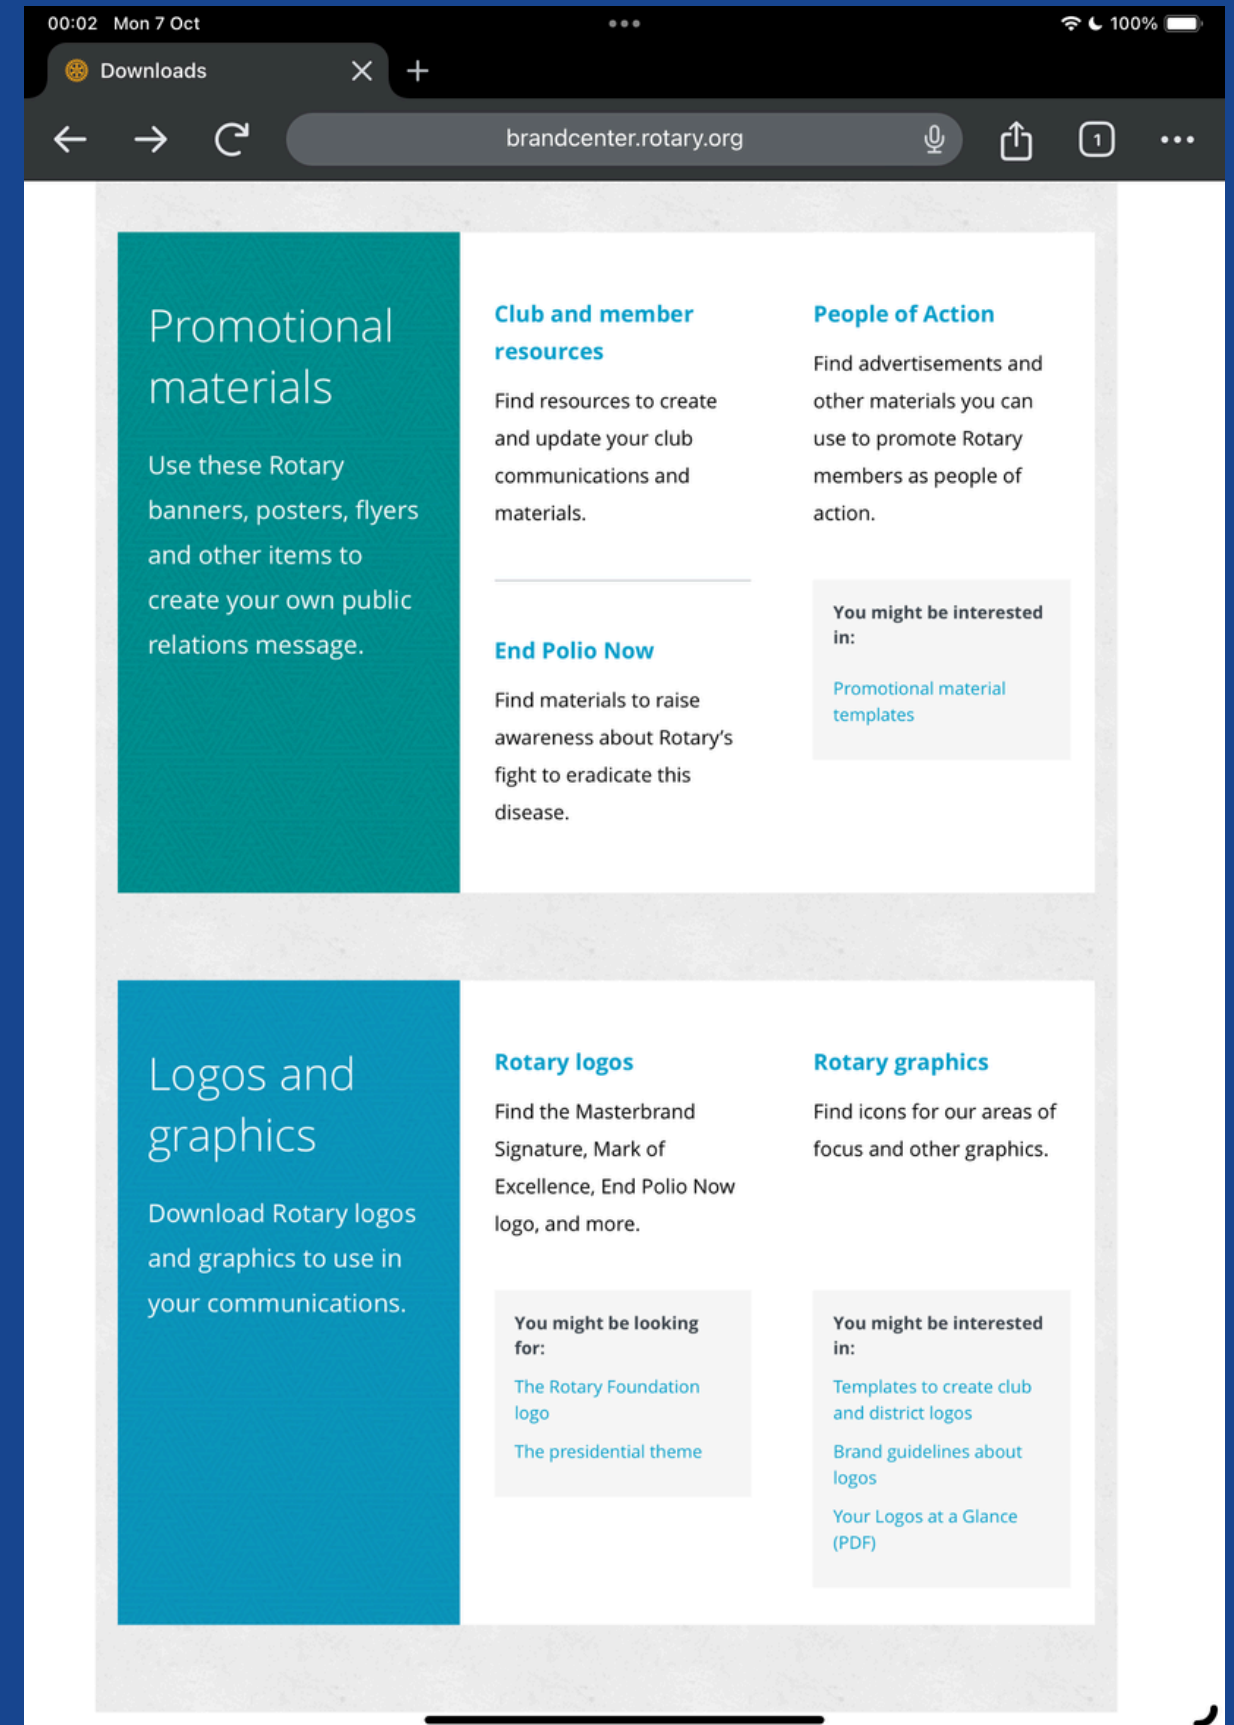 00:02 Mon 7 Oct
100%
Downloads
brandcenter.rotary.org
1
Promotional
materials
Use these Rotary
banners, posters, flyers
and other items to
create your own public
relations message.
Club and member
resources
Find resources to create
and update your club
communications and
materials.
End Polio Now
Find materials to raise
awareness about Rotary's
fight to eradicate this
disease.
People of Action
Find advertisements and
other materials you can
use to promote Rotary
members as people of
action.
You might be interested
in:
Promotional material
templates
Logos and
graphics
Download Rotary logos
and graphics to use in
your communications.
Rotary logos
Find the Masterbrand
Signature, Mark of
Excellence, End Polio Now
logo, and more.
You might be looking
for:
The Rotary Foundation
logo
The presidential theme
Rotary graphics
Find icons for our areas of
focus and other graphics.
You might be interested
in:
Templates to create club
and district logos
Brand guidelines about
logos
Your Logos at a Glance
(PDF)